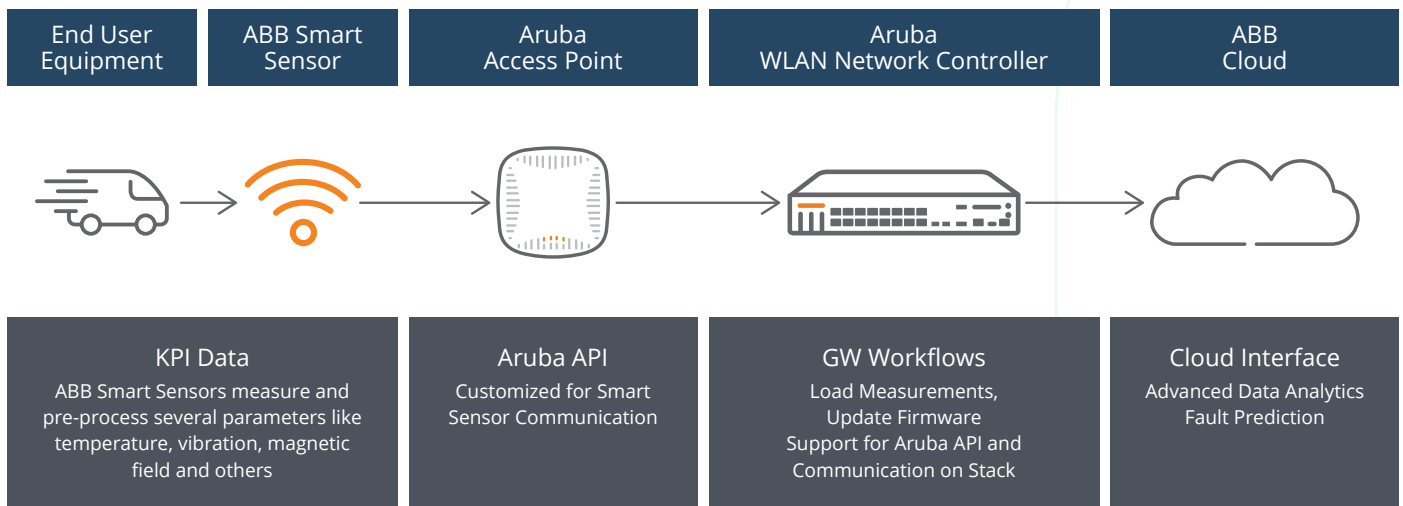 End User
Equipment
ABB Smart
Sensor
Aruba
Access Point
Aruba
WLAN Network Controller
ABB
Cloud
KPI Data
ABB Smart Sensors measure and
pre-process several parameters like
temperature, vibration, magnetic
field and others
Aruba API
Customized for Smart
Sensor Communication
GW Workflows
Load Measurements,
Update Firmware
Support for Aruba API and
Communication on Stack
Cloud Interface
Advanced Data Analytics
Fault Prediction